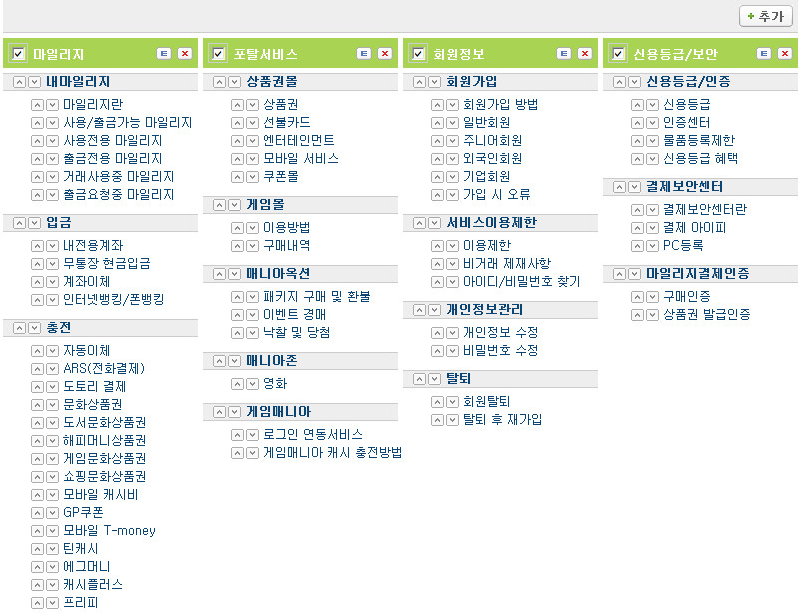 + 추가
마일리지 E
내마일리지
마일리지란
사용/출금가능 마일리지
사용전용 마일리지
출금전용 마일리지
거래사용중 마일리지
출금요청중 마일리지
입금
내전용계좌
무통장 현금입금
계좌이체
인터넷뱅킹/폰뱅킹
충전
자동이체
ARS(전화결제)
도토리 결제
문화상품권
도서문화상품권
해피머니상품권
게임문화상품권
쇼핑문화상품권
모바일 캐시비
GP쿠폰
모바일 T-money
틴캐시
에그머니
캐시플러스
프리피
포탈서비스 E
상품권몰
상품권
선불카드
엔터테인먼트
모바일 서비스
쿠폰몰
게임몰
이용방법
구매내역
매니아옥션
패키지 구매 및 환불
이벤트 경매
낙찰 및 당첨
매니아존
영화
게임매니아
로그인 연동서비스
게임매니아 캐시 충전방법
회원정보 E
회원가입
회원가입 방법
일반회원
주니어회원
외국인회원
기업회원
가입 시 오류
서비스이용제한
이용제한
비거래 제재사항
아이디/비밀번호 찾기
개인정보관리
개인정보 수정
비밀번호 수정
탈퇴
회원탈퇴
탈퇴 후 재가입
신용등급/보안 E
신용등급/인증
신용등급
인증센터
물품등록제한
신용등급 혜택
결제보안센터
결제보안센터란
결제 아이피
PC등록
마일리지결제인증
구매인증
상품권 발급인증